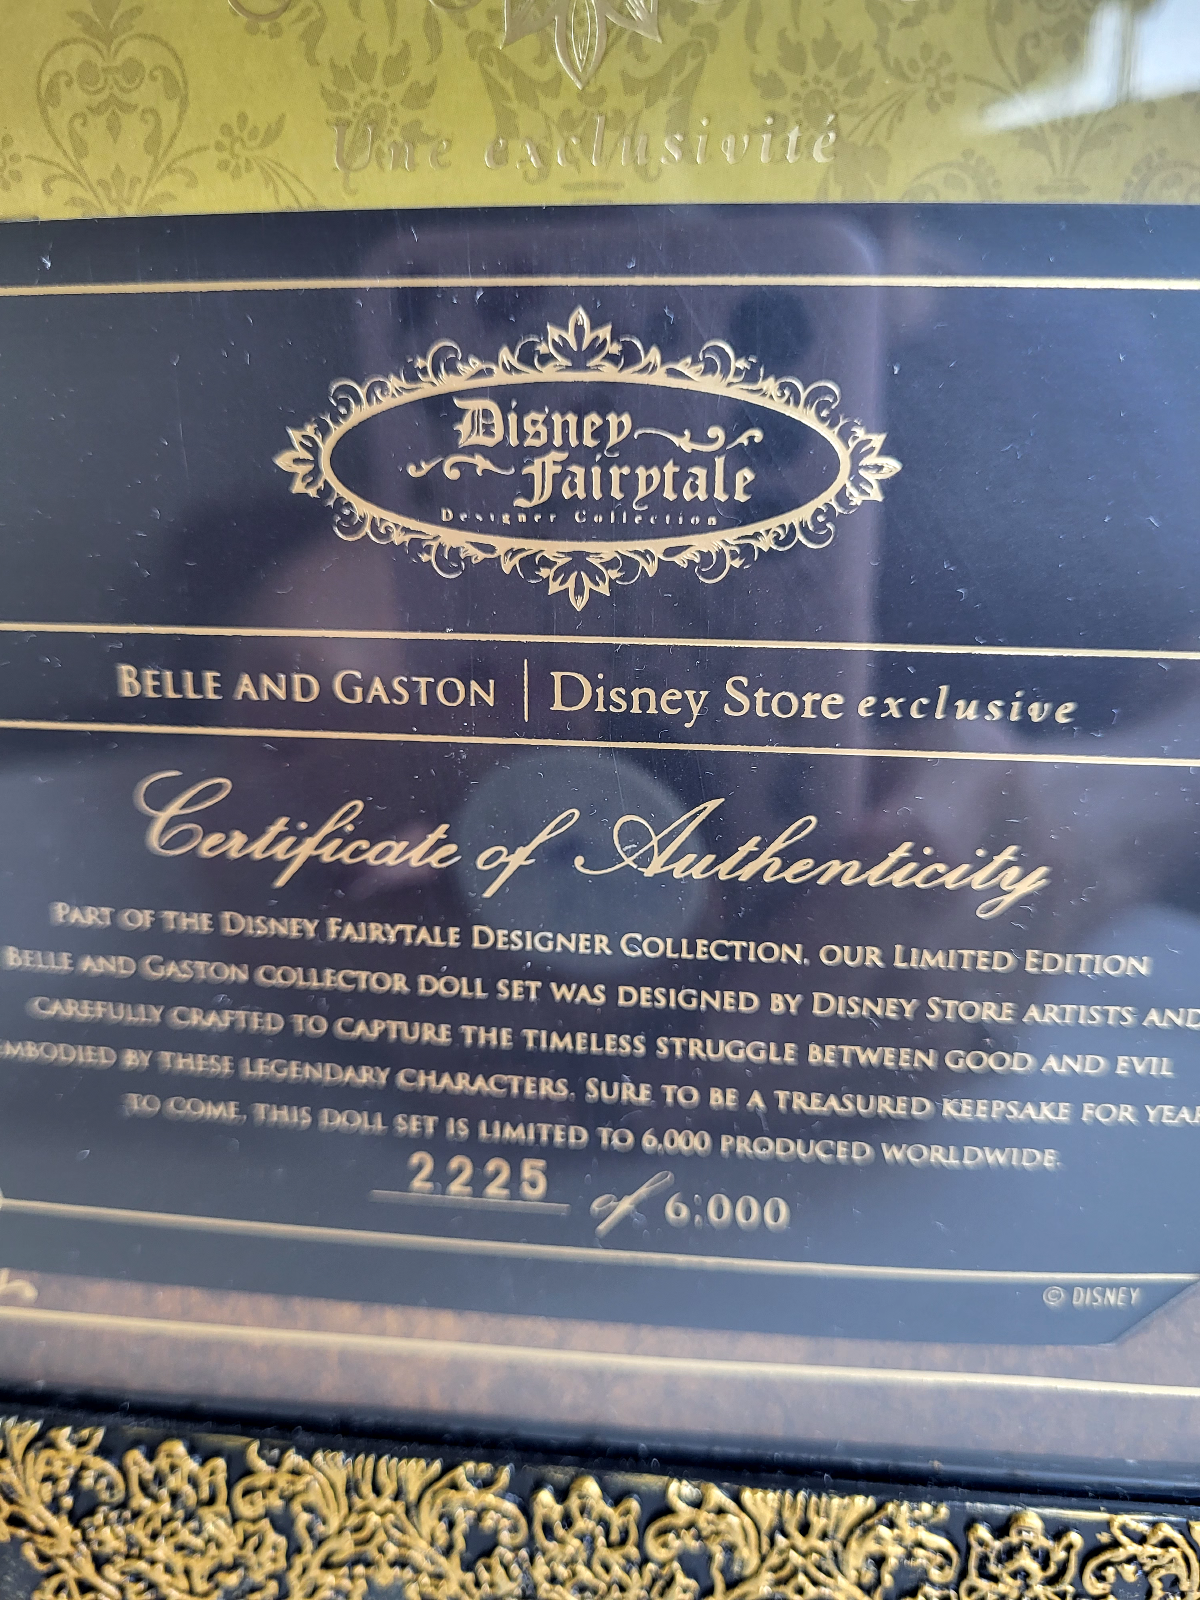 Une exclusivité
Disney
Fairytale
Designer Collection
BELLE AND GASTON | Disney Store exclusive
Certificate of Authenticity
PART OF THE DISNEY FAIRYTALE DESIGNER COLLECTION, OUR LIMITED EDITION
BELLE AND GASTON COLLECTOR DOLL SET WAS DESIGNED BY DISNEY STORE ARTISTS AND
CAREFULLY CRAFTED TO CAPTURE THE TIMELESS STRUGGLE BETWEEN GOOD AND EVIL
EMBODIED BY THESE LEGENDARY CHARACTERS. SURE TO BE A TREASURED KEEPSAKE FOR YEA
TO COME, THIS DOLL SET IS LIMITED TO 6,000 PRODUCED WORLDWIDE.
2225 of 6,000
© DISNEY